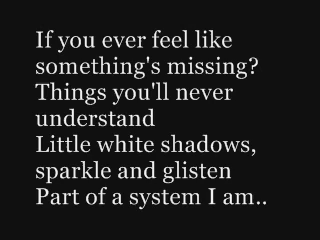 If you ever feel like
something's missing?
Things you'll never
understand
Little white shadows,
sparkle and glisten
Part of a system I am..